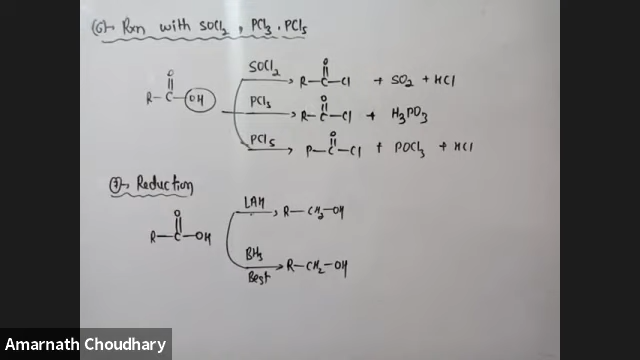 (6)→ Rxn with SOCl2, PCl3. PCl5
R—C(=O)—OH
SOCl2 → R—C(=O)—Cl + SO2 + HCl
PCl3 → R—C(=O)—Cl + H3PO3
PCl5 → R—C(=O)—Cl + POCl3 + HCl
(7)→ Reduction
R—C(=O)—OH
LAH → R—CH2—OH
BH3 → R—CH2—OH
Best
Amarnath Choudhary